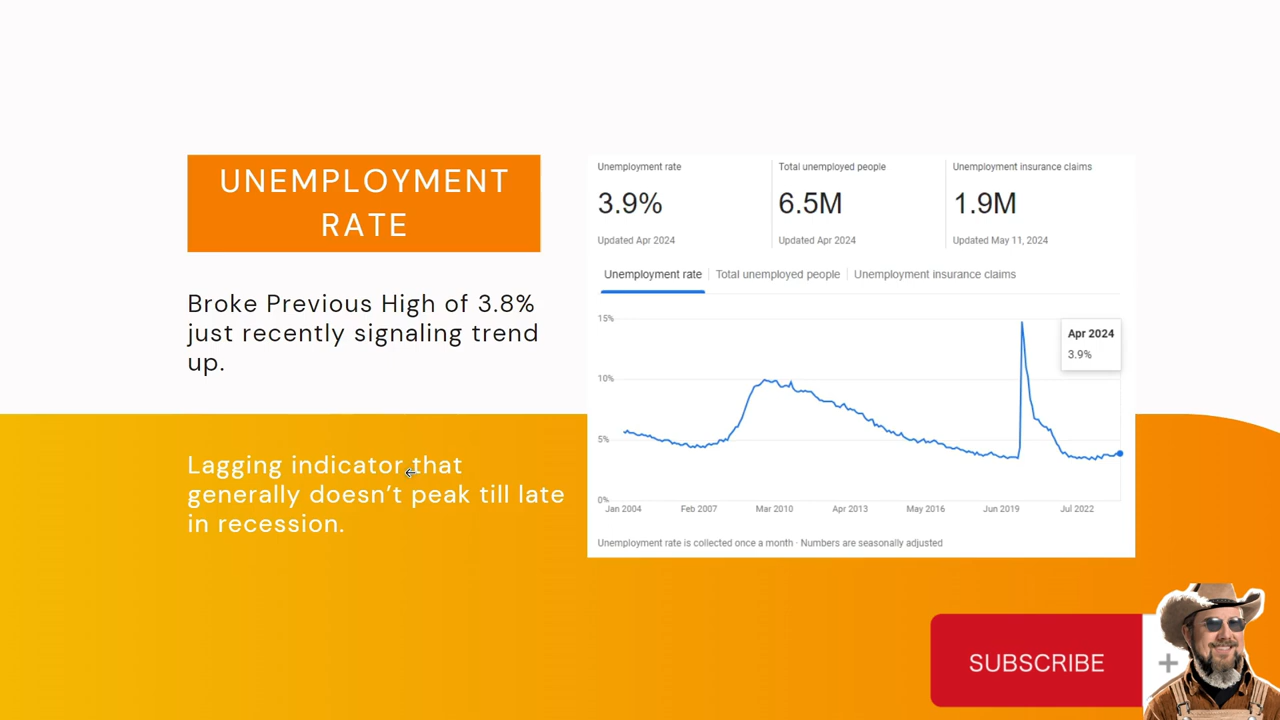 UNEMPLOYMENT
RATE
Broke Previous High of 3.8%
just recently signaling trend
up.
Lagging indicator that
generally doesn't peak till late
in recession.
Unemployment rate
Total unemployed people
Unemployment insurance claims
3.9%
6.5M
1.9M
Updated Apr 2024
Updated Apr 2024
Updated May 11, 2024
Unemployment rate
Total unemployed people
Unemployment insurance claims
15%
10%
5%
0%
Apr 2024
3.9%
Jan 2004
Feb 2007
Mar 2010
Apr 2013
May 2016
Jun 2019
Jul 2022
Unemployment rate is collected once a month · Numbers are seasonally adjusted
SUBSCRIBE
+